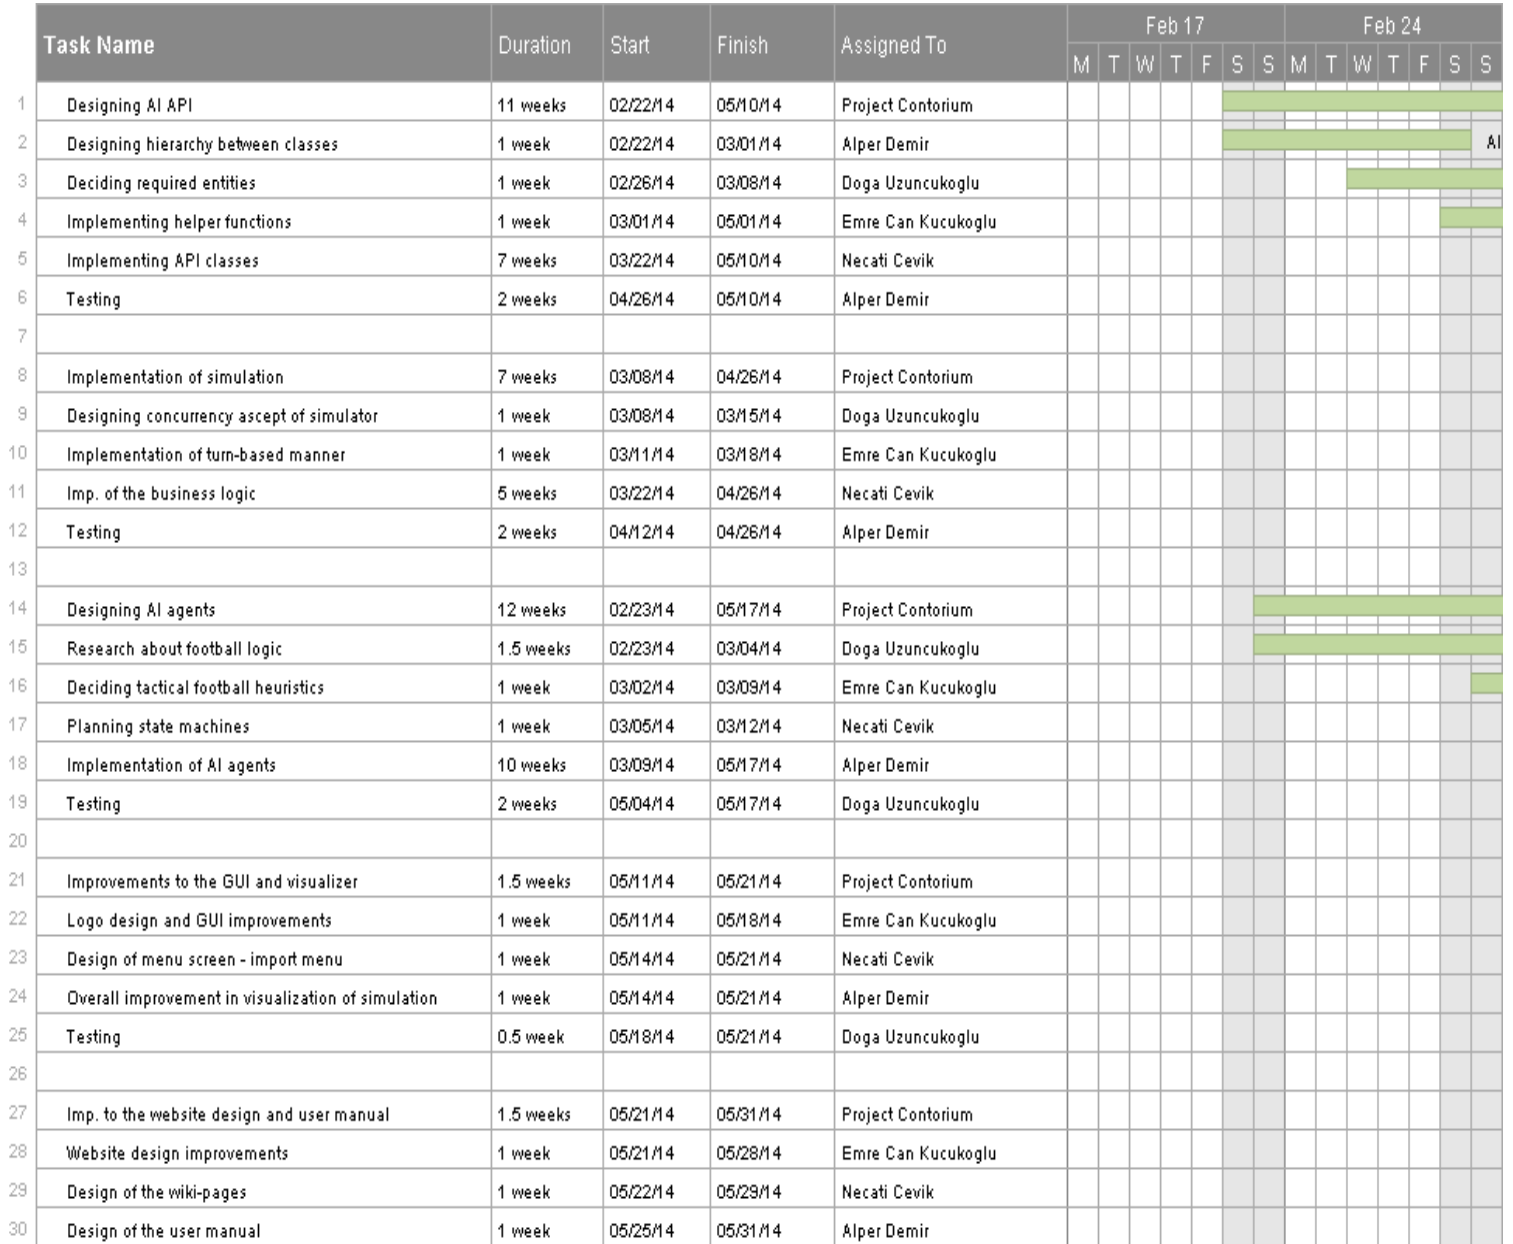 Task Name Duration Start Finish Assigned To Feb 17 Feb 24
M T W T F S S M T W T F S S
1 Designing AI API 11 weeks 02/22/14 05/10/14 Project Contorium
2 Designing hierarchy between classes 1 week 02/22/14 03/01/14 Alper Demir Al
3 Deciding required entities 1 week 02/26/14 03/08/14 Doga Uzuncukoglu
4 Implementing helper functions 1 week 03/01/14 05/01/14 Emre Can Kucukoglu
5 Implementing API classes 7 weeks 03/22/14 05/10/14 Necati Cevik
6 Testing 2 weeks 04/26/14 05/10/14 Alper Demir
7
8 Implementation of simulation 7 weeks 03/08/14 04/26/14 Project Contorium
9 Designing concurrency ascept of simulator 1 week 03/08/14 03/15/14 Doga Uzuncukoglu
10 Implementation of turn-based manner 1 week 03/11/14 03/18/14 Emre Can Kucukoglu
11 Imp. of the business logic 5 weeks 03/22/14 04/26/14 Necati Cevik
12 Testing 2 weeks 04/12/14 04/26/14 Alper Demir
13
14 Designing AI agents 12 weeks 02/23/14 05/17/14 Project Contorium
15 Research about football logic 1.5 weeks 02/23/14 03/04/14 Doga Uzuncukoglu
16 Deciding tactical football heuristics 1 week 03/02/14 03/09/14 Emre Can Kucukoglu
17 Planning state machines 1 week 03/05/14 03/12/14 Necati Cevik
18 Implementation of AI agents 10 weeks 03/09/14 05/17/14 Alper Demir
19 Testing 2 weeks 05/04/14 05/17/14 Doga Uzuncukoglu
20
21 Improvements to the GUI and visualizer 1.5 weeks 05/11/14 05/21/14 Project Contorium
22 Logo design and GUI improvements 1 week 05/11/14 05/18/14 Emre Can Kucukoglu
23 Design of menu screen - import menu 1 week 05/14/14 05/21/14 Necati Cevik
24 Overall improvement in visualization of simulation 1 week 05/14/14 05/21/14 Alper Demir
25 Testing 0.5 week 05/18/14 05/21/14 Doga Uzuncukoglu
26
27 Imp. to the website design and user manual 1.5 weeks 05/21/14 05/31/14 Project Contorium
28 Website design improvements 1 week 05/21/14 05/28/14 Emre Can Kucukoglu
29 Design of the wiki-pages 1 week 05/22/14 05/29/14 Necati Cevik
30 Design of the user manual 1 week 05/25/14 05/31/14 Alper Demir